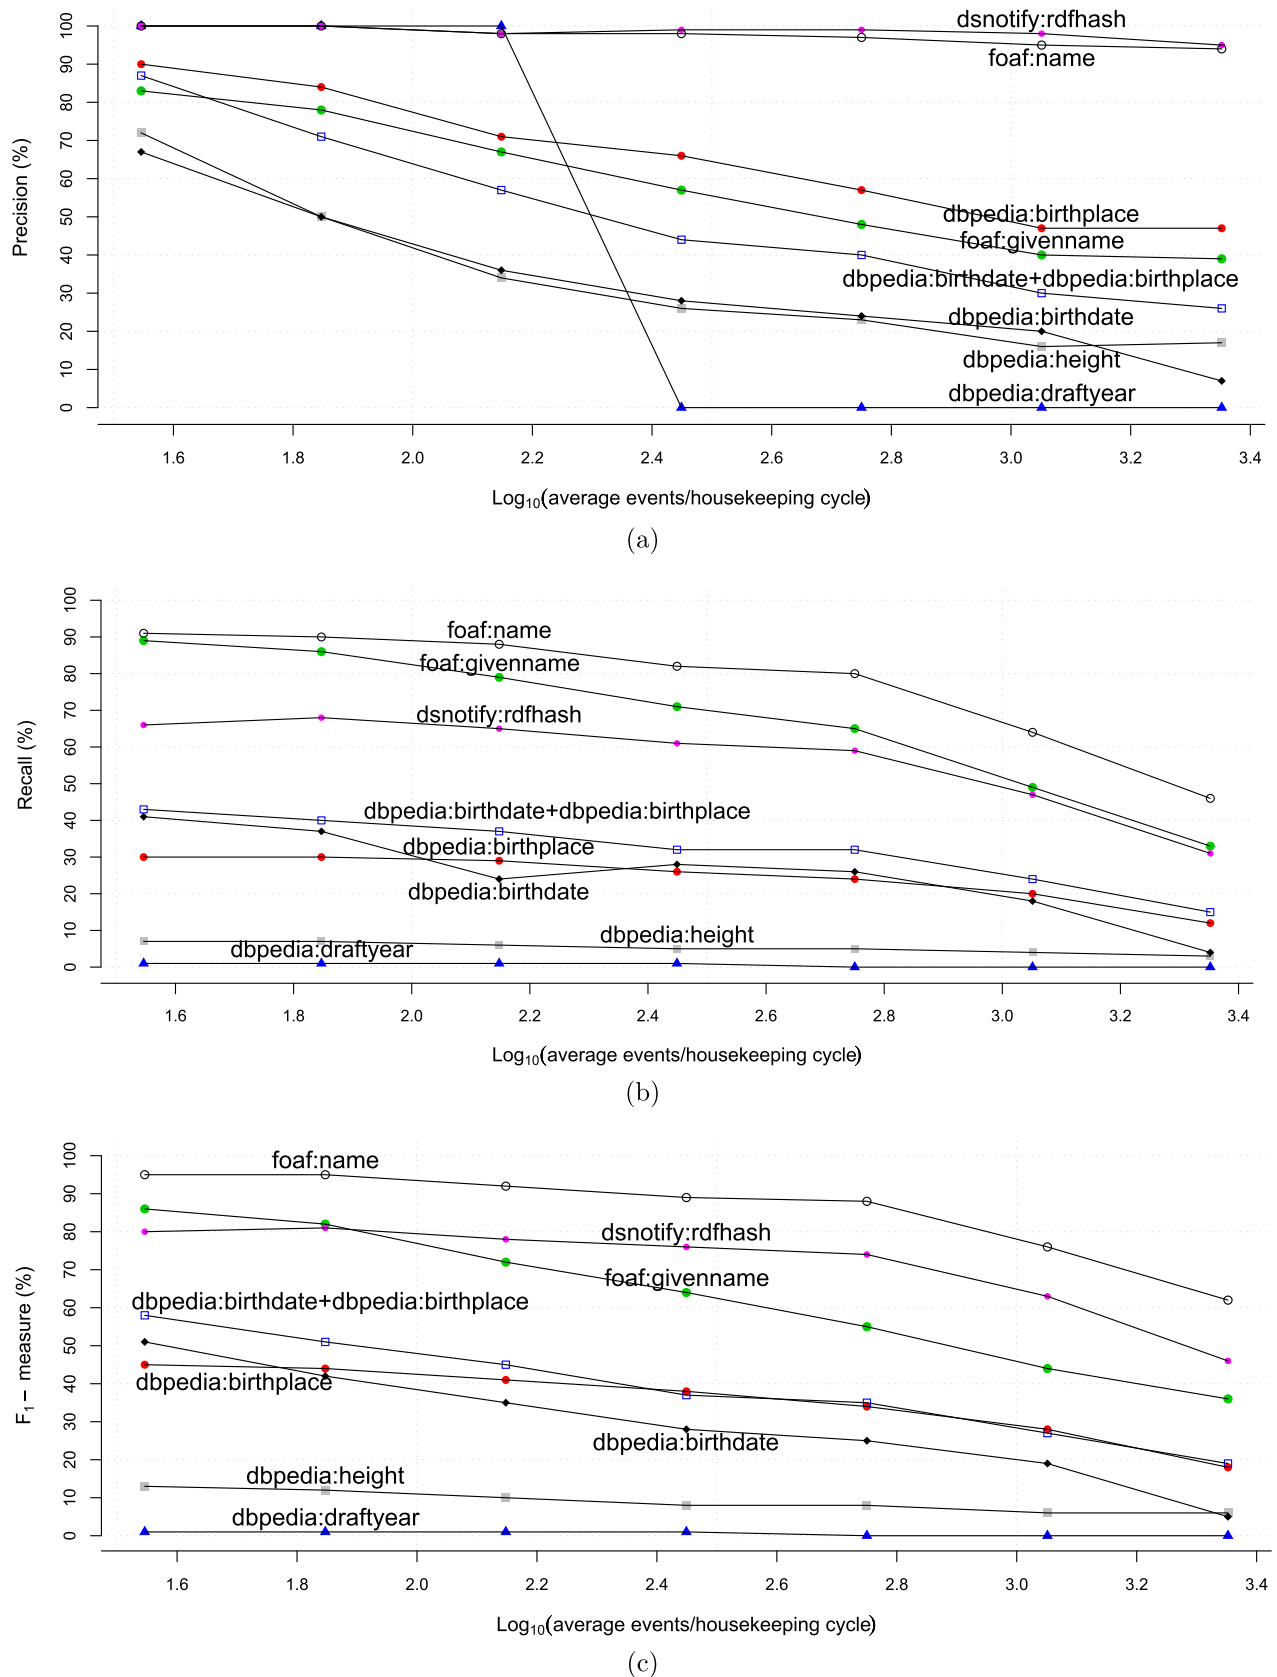 100
90
80
70
60
50
40
30
20
10
0
Precision (%)
dsnotify:rdfhash
foaf:name
dbpedia:birthplace
foaf:givenname
dbpedia:birthdate+dbpedia:birthplace
dbpedia:birthdate
dbpedia:height
dbpedia:draftyear
1.6 1.8 2.0 2.2 2.4 2.6 2.8 3.0 3.2 3.4
Log10(average events/housekeeping cycle)
(a)
100
90
80
70
60
50
40
30
20
10
0
Recall (%)
foaf:name
foaf:givenname
dsnotify:rdfhash
dbpedia:birthdate+dbpedia:birthplace
dbpedia:birthplace
dbpedia:birthdate
dbpedia:height
dbpedia:draftyear
1.6 1.8 2.0 2.2 2.4 2.6 2.8 3.0 3.2 3.4
Log10(average events/housekeeping cycle)
(b)
100
90
80
70
60
50
40
30
20
10
0
F1− measure (%)
foaf:name
dsnotify:rdfhash
foaf:givenname
dbpedia:birthdate+dbpedia:birthplace
dbpedia:birthplace
dbpedia:birthdate
dbpedia:height
dbpedia:draftyear
1.6 1.8 2.0 2.2 2.4 2.6 2.8 3.0 3.2 3.4
Log10(average events/housekeeping cycle)
(c)